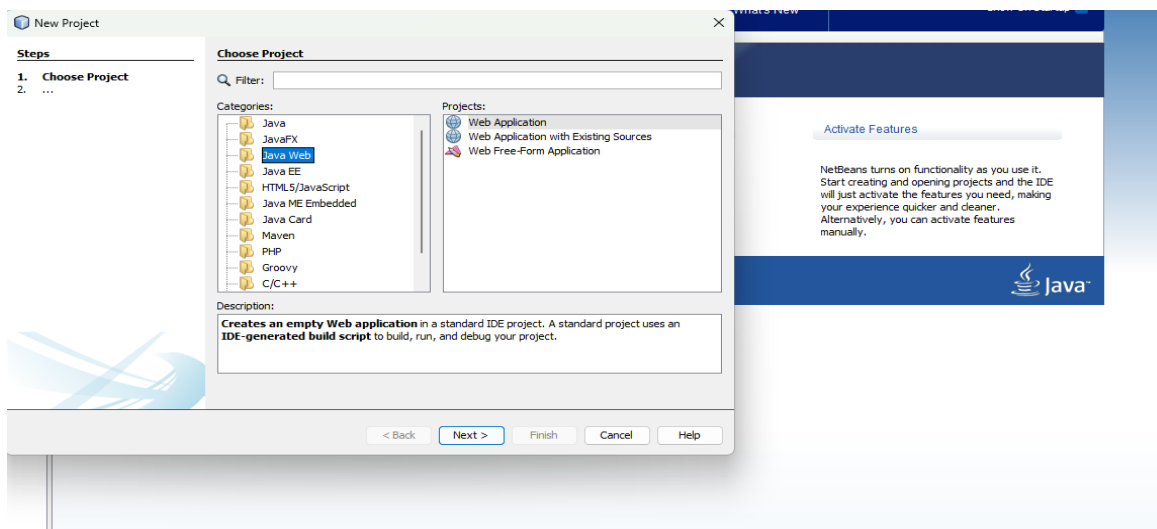 New Project
Steps
1. Choose Project
2. ...
Choose Project
Filter:
Categories:
Java
JavaFX
Java Web
Java EE
HTML5/JavaScript
Java ME Embedded
Java Card
Maven
PHP
Groovy
C/C++
Projects:
Web Application
Web Application with Existing Sources
Web Free-Form Application
Description:
Creates an empty Web application in a standard IDE project. A standard project uses an
IDE-generated build script to build, run, and debug your project.
< Back
Next >
Finish
Cancel
Help
What's New
Activate Features
NetBeans turns on functionality as you use it.
Start creating and opening projects and the IDE
will just activate the features you need, making
your experience quicker and cleaner.
Alternatively, you can activate features
manually.
Java